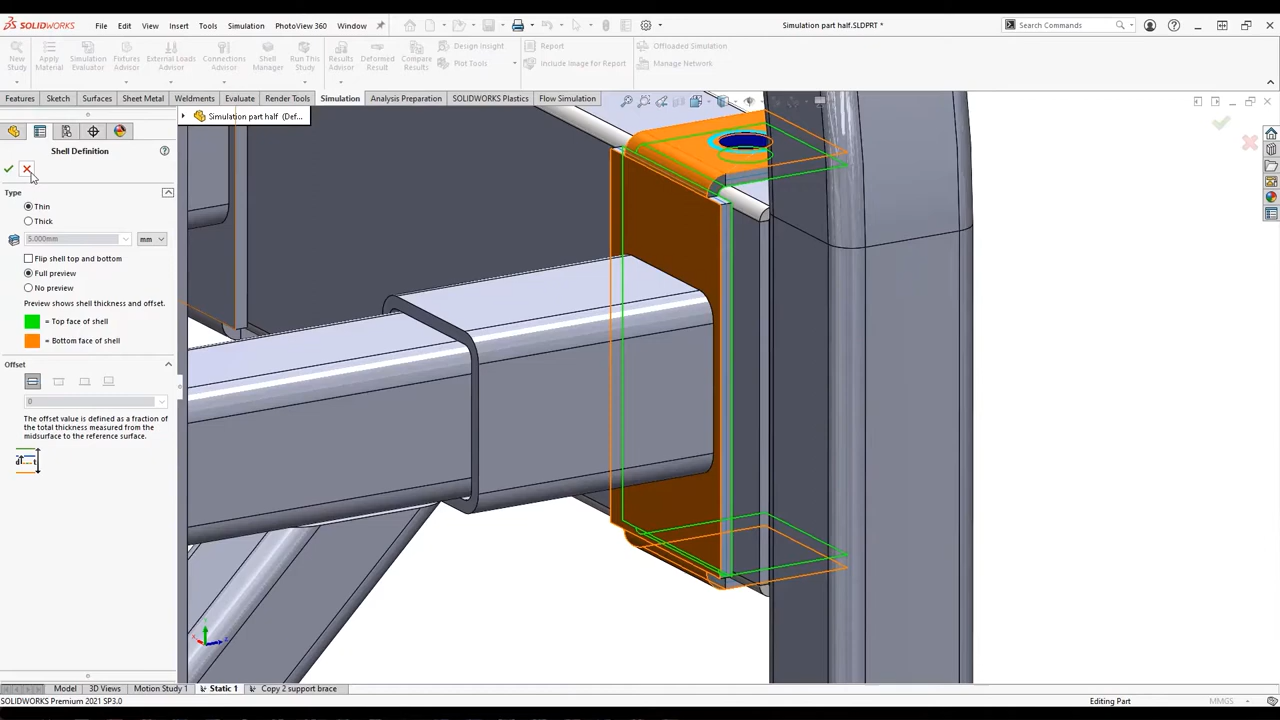 SOLIDWORKS File Edit View Insert Tools Simulation PhotoView 360 Window Simulation part half.SLDPRT * Search Commands
New Study
Apply Material
Simulation Evaluator
Fixtures Advisor
External Loads Advisor
Connections Advisor
Shell Manager
Run This Study
Results Advisor
Deformed Result
Compare Results
Design Insight
Plot Tools
Report
Include Image for Report
Offloaded Simulation
Manage Network
Features Sketch Surfaces Sheet Metal Weldments Evaluate Render Tools Simulation Analysis Preparation SOLIDWORKS Plastics Flow Simulation
Simulation part half (Def...
Shell Definition
Type
Thin
Thick
5.000mm mm
Flip shell top and bottom
Full preview
No preview
Preview shows shell thickness and offset.
= Top face of shell
= Bottom face of shell
Offset
0
The offset value is defined as a fraction of
the total thickness measured from the
midsurface to the reference surface.
Model 3D Views Motion Study 1 Static 1 Copy 2 support brace
SOLIDWORKS Premium 2021 SP3.0 Editing Part MMGS